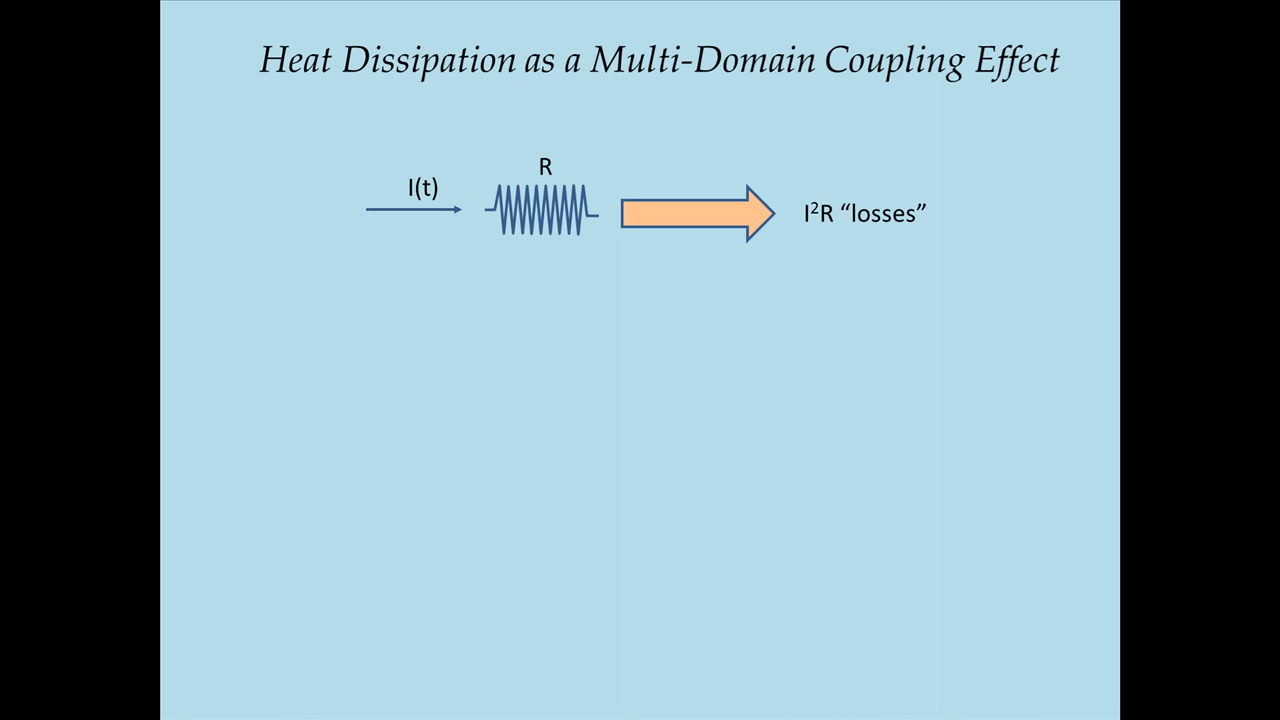 Heat Dissipation as a Multi-Domain Coupling Effect
R
I(t)
I²R “losses”